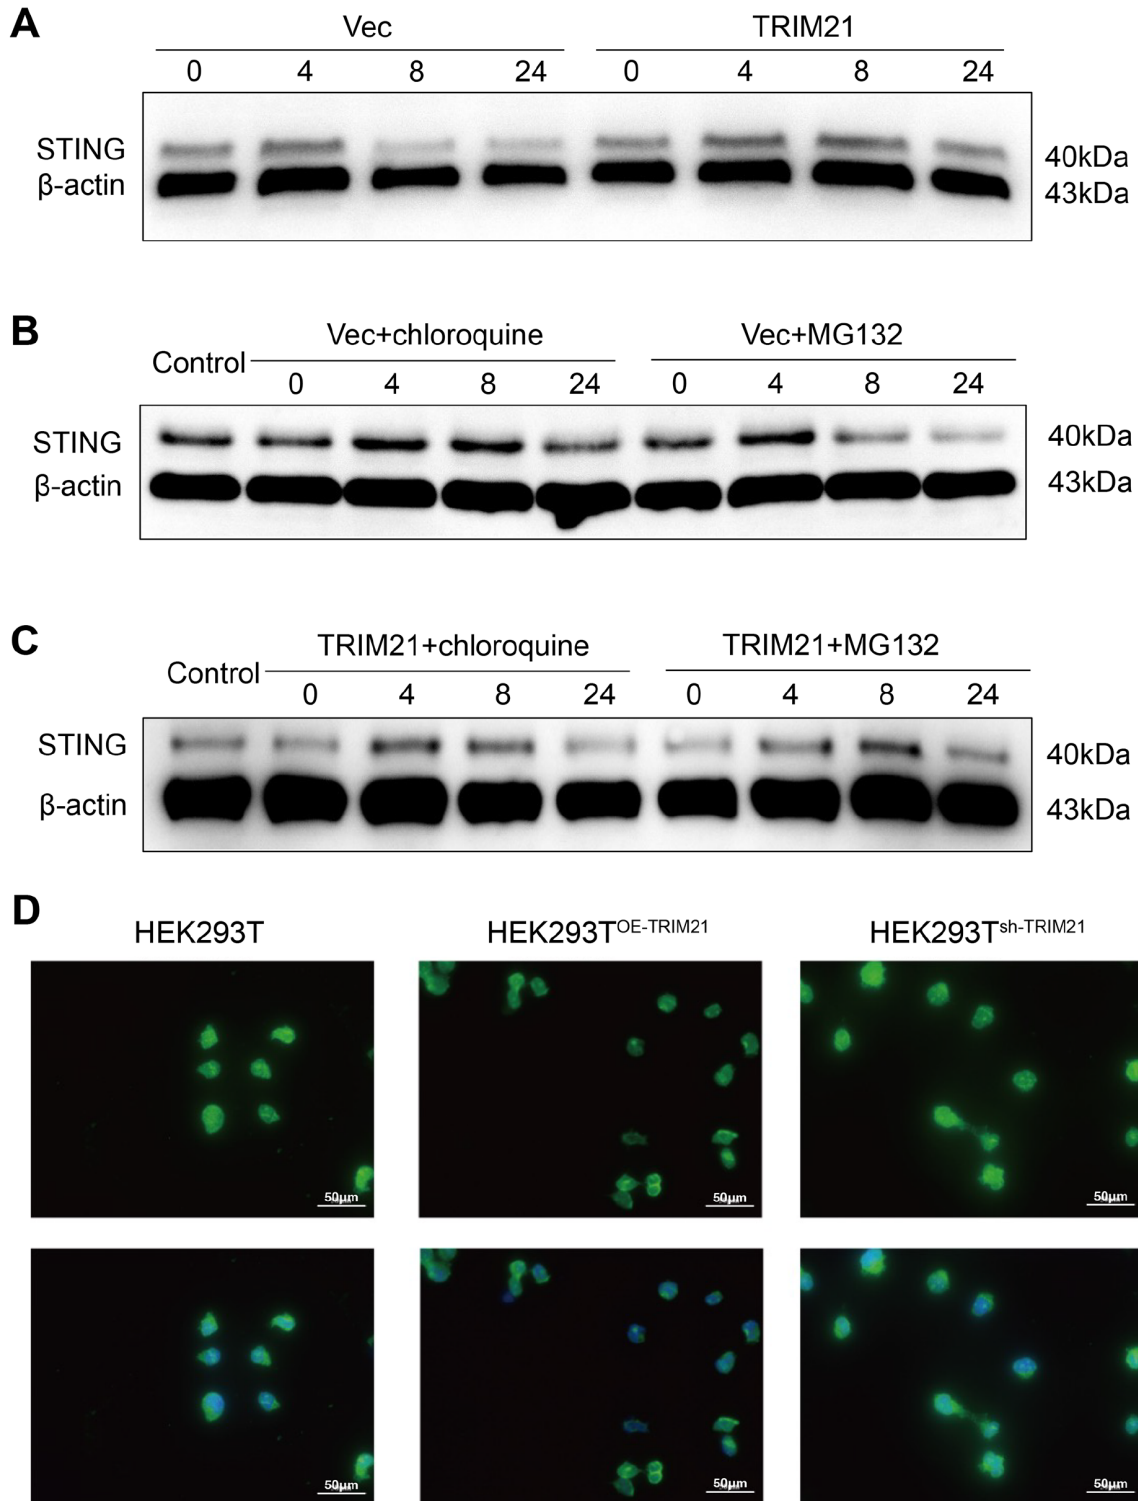 A
Vec TRIM21
0 4 8 24 0 4 8 24
STING 40kDa
β-actin 43kDa
B
Control Vec+chloroquine Vec+MG132
0 4 8 24 0 4 8 24
STING 40kDa
β-actin 43kDa
C
Control TRIM21+chloroquine TRIM21+MG132
0 4 8 24 0 4 8 24
STING 40kDa
β-actin 43kDa
D
HEK293T HEK293T^OE-TRIM21 HEK293T^sh-TRIM21
50μm 50μm 50μm
50μm 50μm 50μm